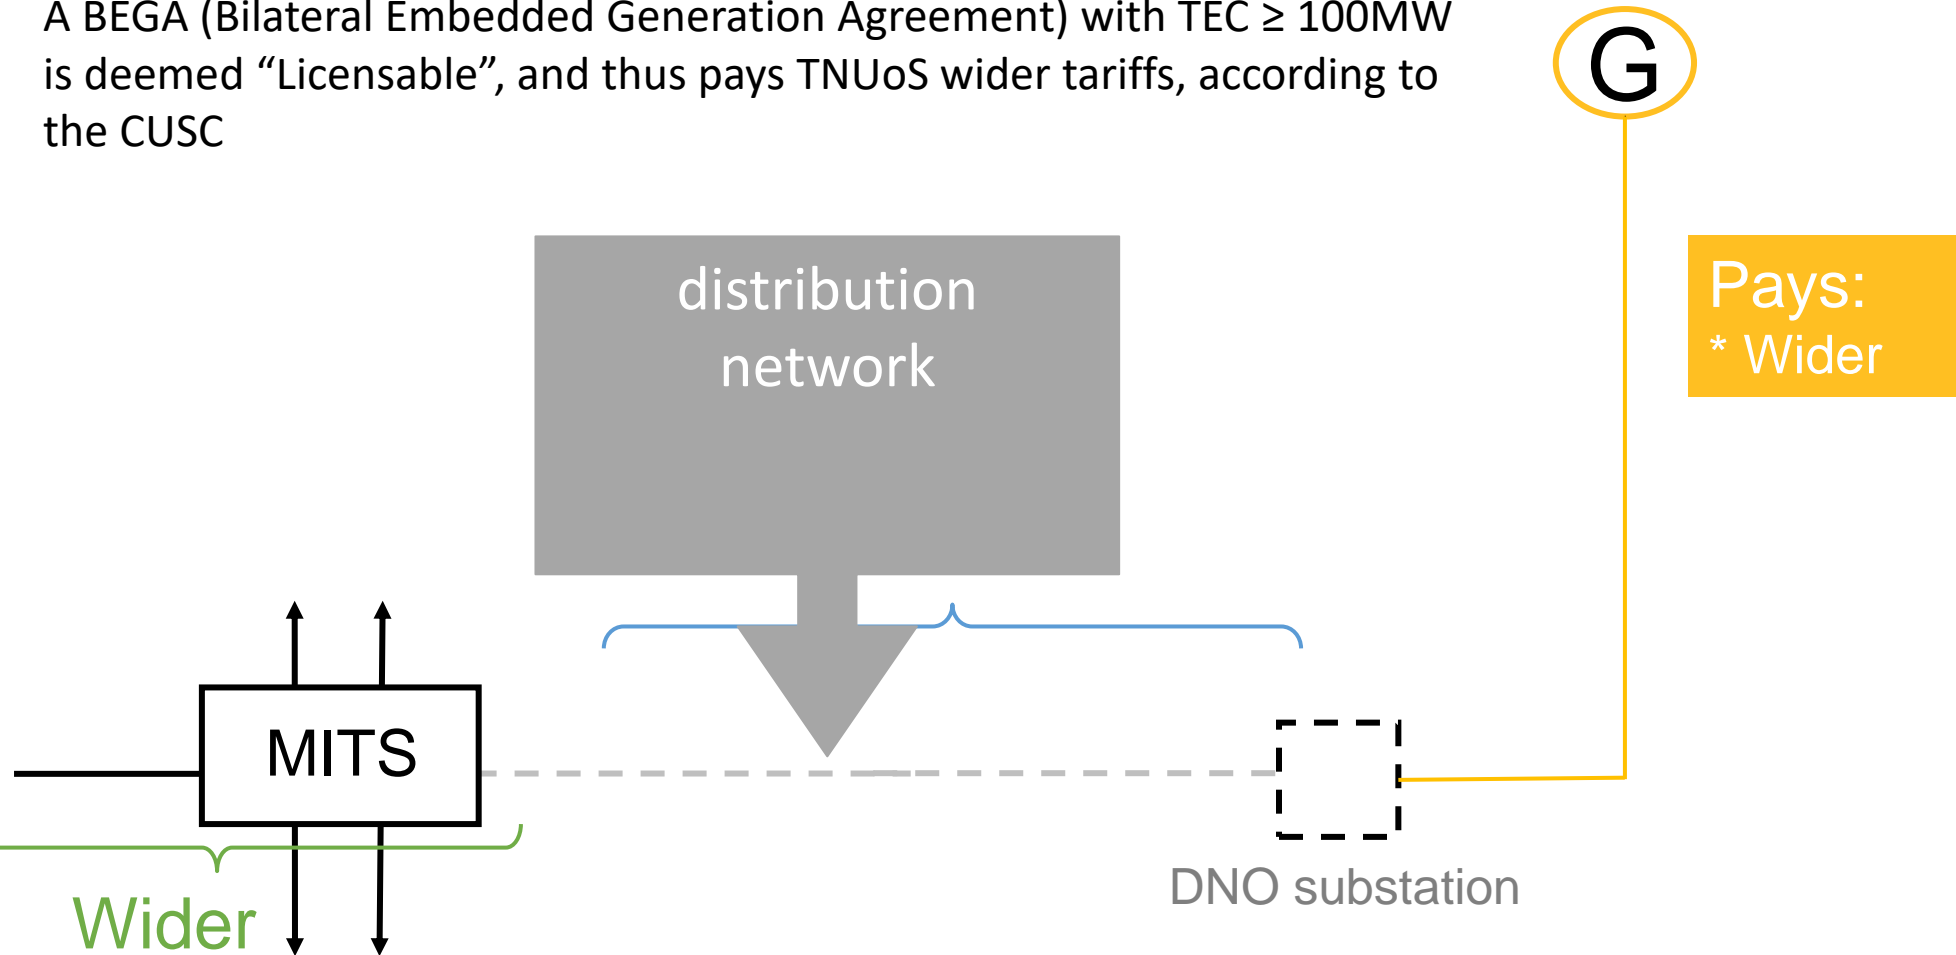 A BEGA (Bilateral Embedded Generation Agreement) with TEC ≥ 100MW
is deemed “Licensable”, and thus pays TNUoS wider tariffs, according to
the CUSC
G
distribution
network
Pays:
* Wider
MITS
DNO substation
Wider